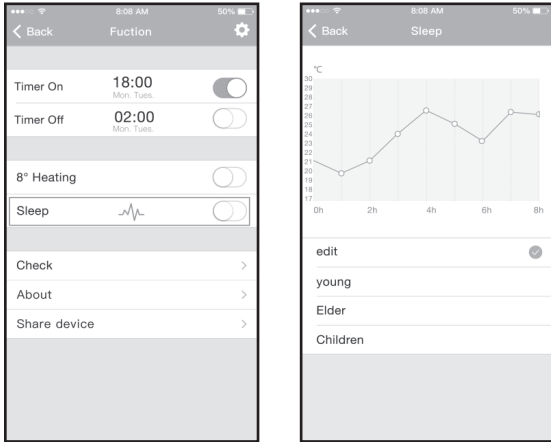 8:08 AM 50%
Back Fuction
Timer On 18:00
Mon. Tues.
Timer Off 02:00
Mon. Tues.
8° Heating
Sleep
Check
About
Share device
8:08 AM 50%
Back Sleep
°C
30
29
28
27
26
25
24
23
22
21
20
19
18
17
0h 2h 4h 6h 8h
edit
young
Elder
Children